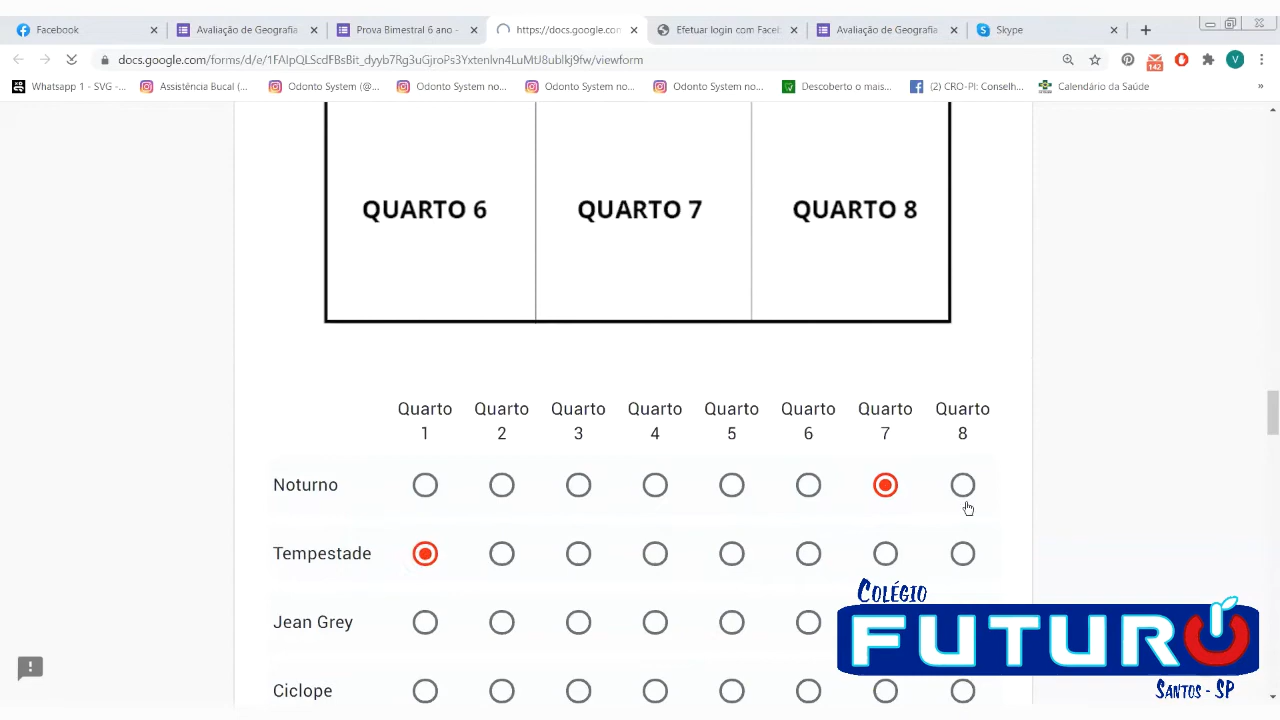 Facebook
Avaliação de Geografia
Prova Bimestral 6 ano -
https://docs.google.com
Efetuar login com Faceb
Avaliação de Geografia
Skype
docs.google.com/forms/d/e/1FAIpQLScdFBsBit_dyyb7Rg3uGjroPS3Yxtnlvn4LuMW8ublkj9fw/viewform
142
V
Whatsapp 1 - SVG -...
Assistência Bucal (...
Odonto System (@...
Odonto System no...
Odonto System no...
Odonto System no...
Descoberto o mais...
(2) CRO-PI: Conselh...
Calendário da Saúde
»
QUARTO 6
QUARTO 7
QUARTO 8
Quarto 1
Quarto 2
Quarto 3
Quarto 4
Quarto 5
Quarto 6
Quarto 7
Quarto 8
Noturno
Tempestade
Jean Grey
Ciclope
COLÉGIO
FUTURO
SANTOS - SP